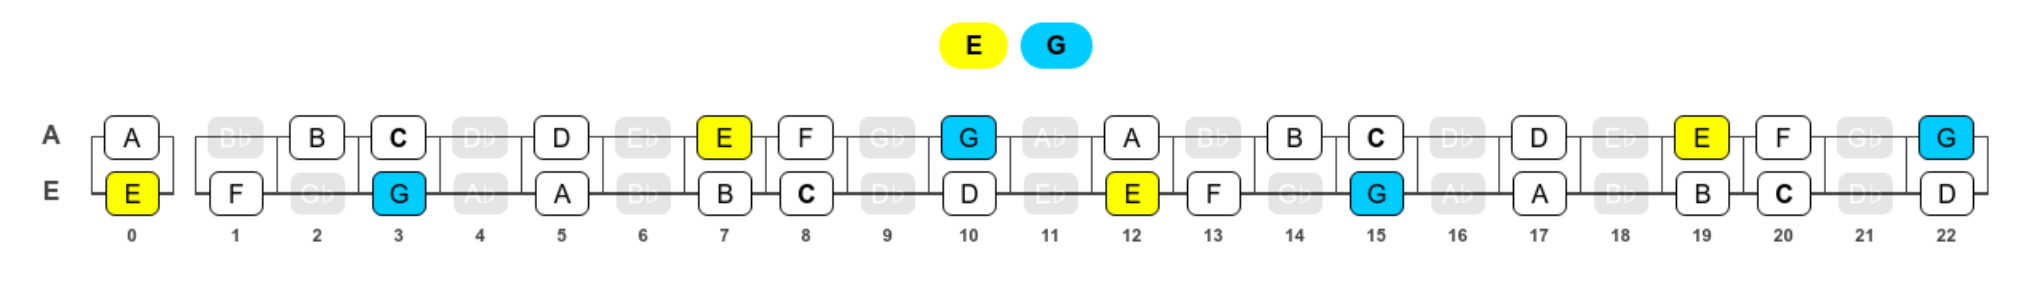 E G
A A B♭ B C D♭ D E♭ E F G♭ G A♭ A B♭ B C D♭ D E♭ E F G♭ G
E E F G♭ G A♭ A B♭ B C D♭ D E♭ E F G♭ G A♭ A B♭ B C D♭ D
0 1 2 3 4 5 6 7 8 9 10 11 12 13 14 15 16 17 18 19 20 21 22